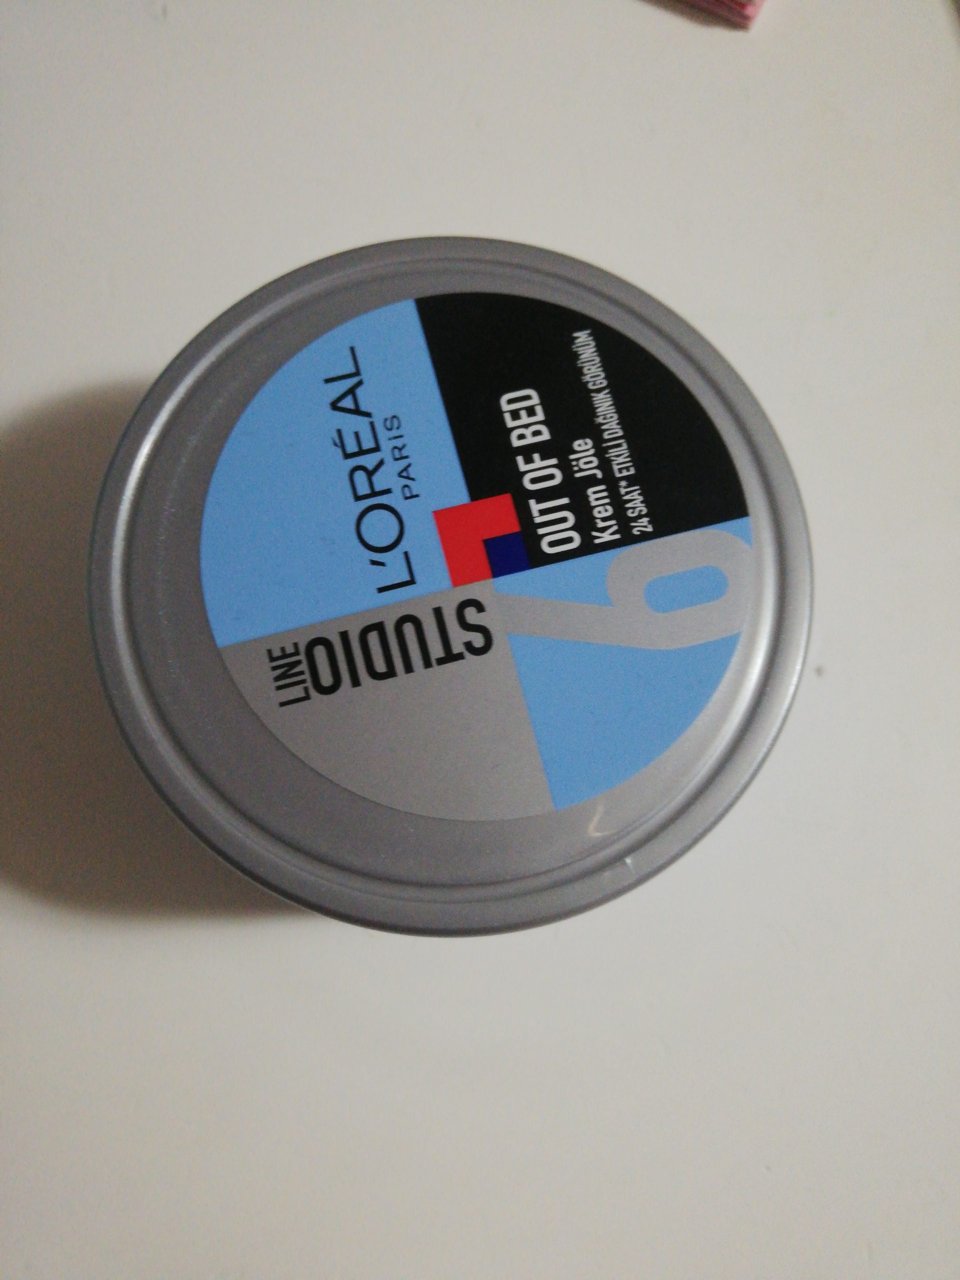 L'ORÉAL
PARIS
STUDIO
LINE
OUT OF BED
Krem Jöle
24 SAAT* ETKİLİ DAĞINIK GÖRÜNÜM
6